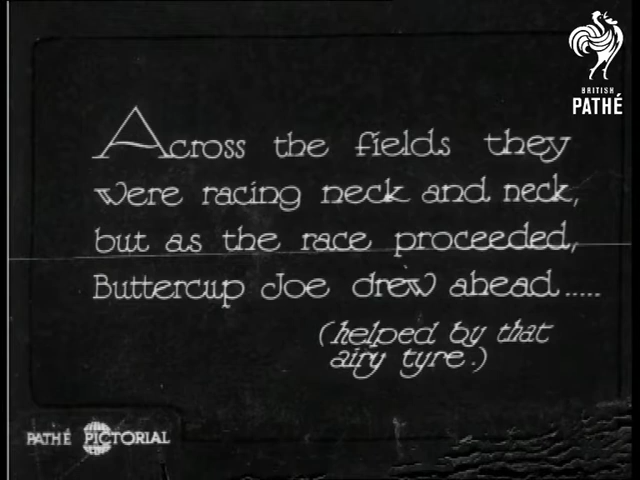 BRITISH
PATHÉ
Across the fields they
were racing neck and neck,
but as the race proceeded,
Buttercup Joe drew ahead.....
(helped by that
airy tyre.)
PATHÉ PICTORIAL